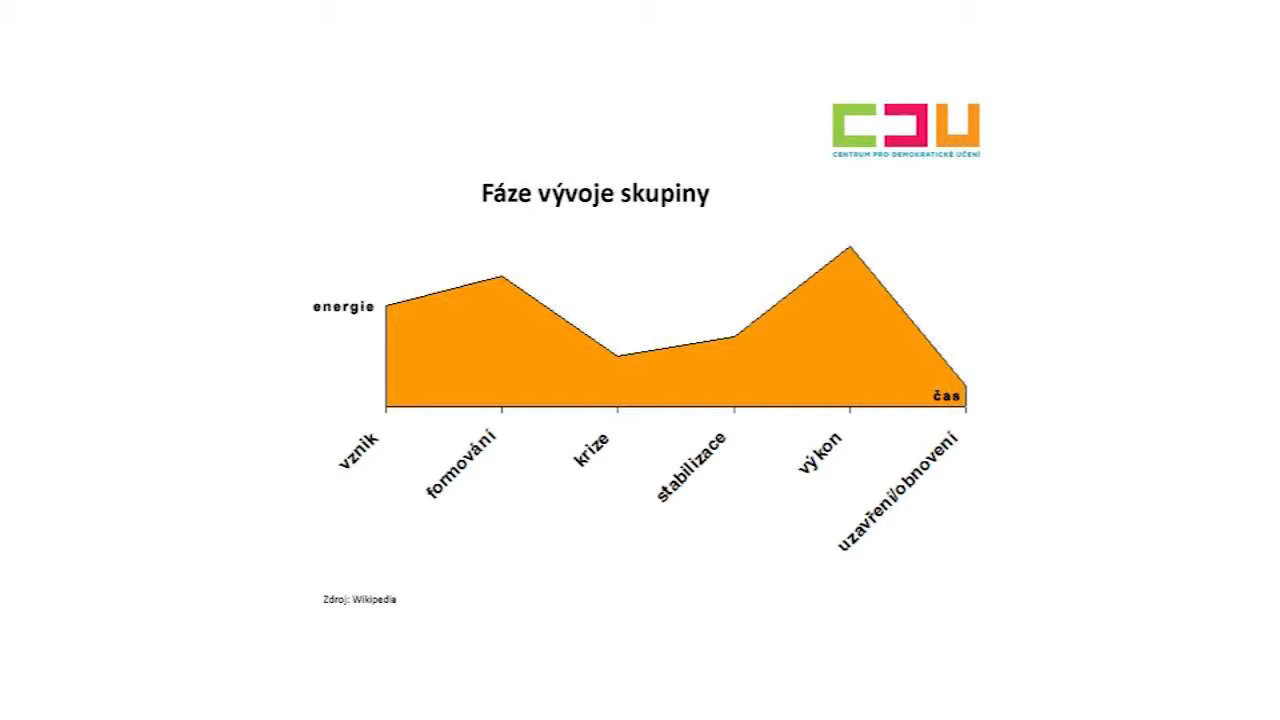 CENTRUM PRO DEMOKRATICKÉ UČENÍ
Fáze vývoje skupiny
energie
čas
vznik
formování
krize
stabilizace
výkon
uzavření/obnovení
Zdroj: Wikipedia